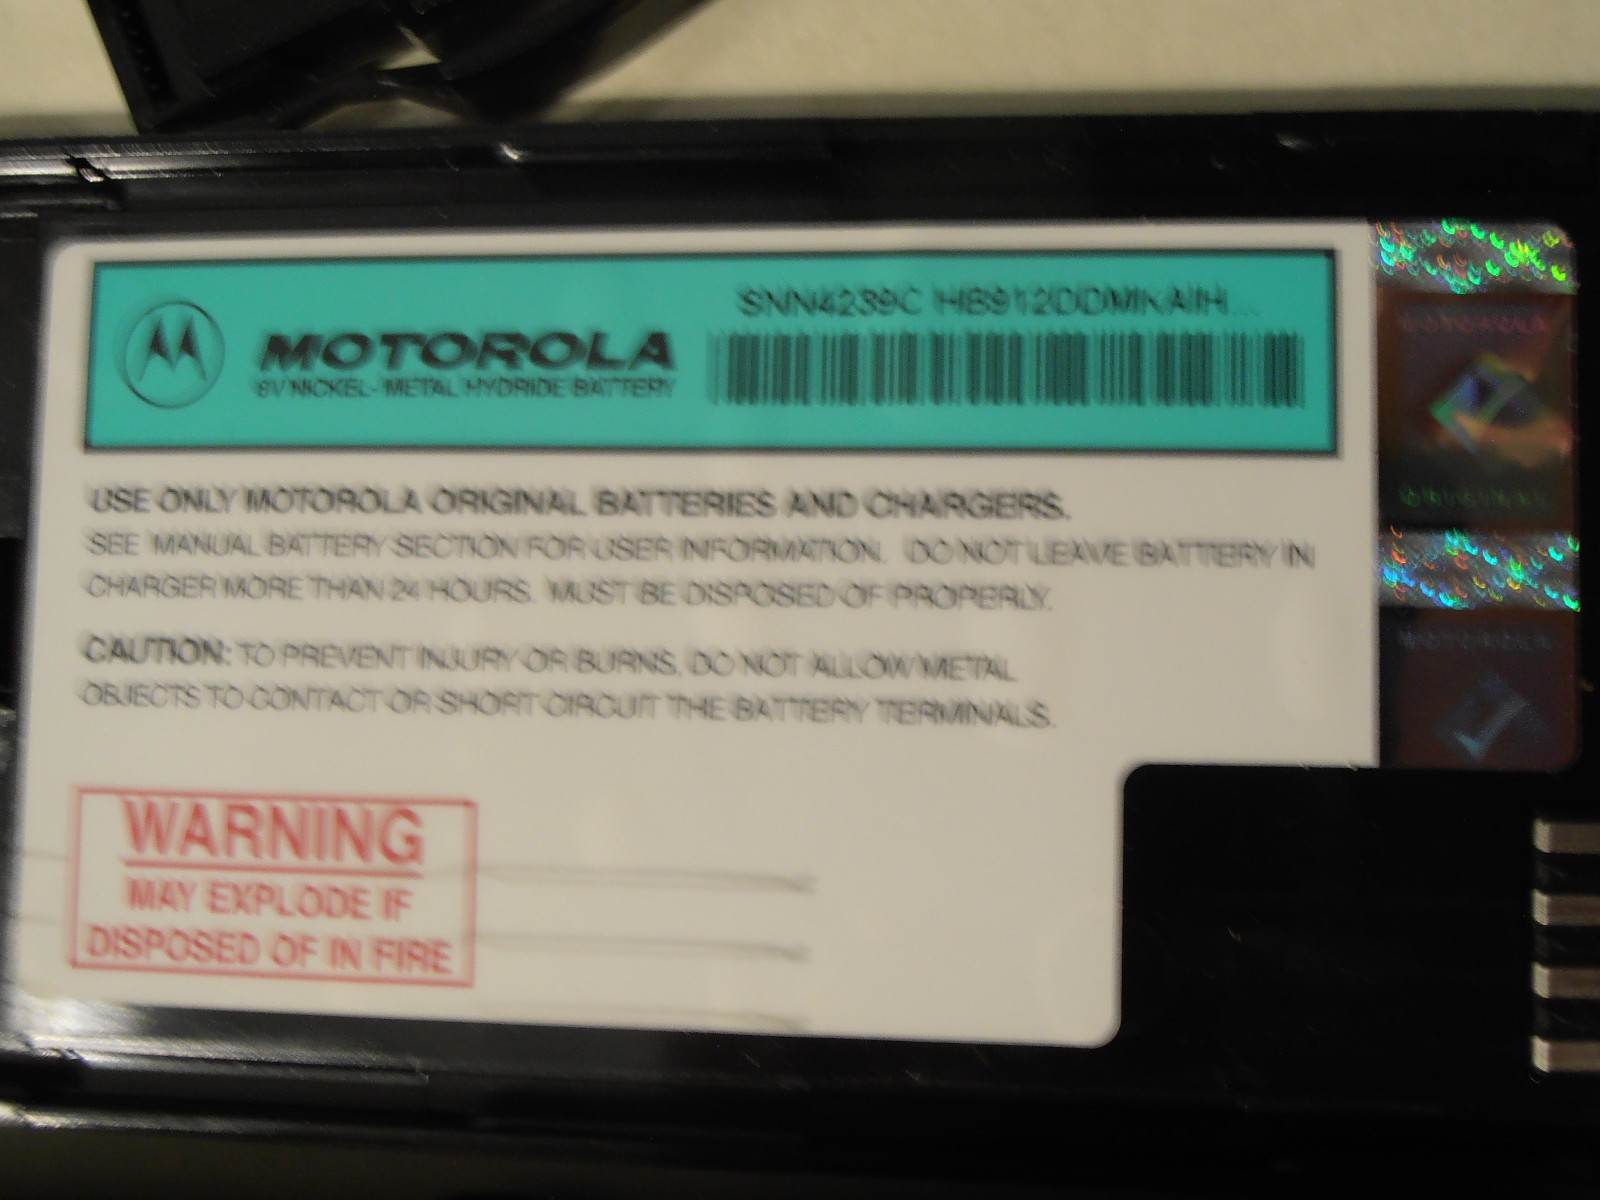 SNN4239C
MOTOROLA
6V NICKEL-METAL HYDRIDE BATTERY
USE ONLY MOTOROLA ORIGINAL BATTERIES AND CHARGERS.
SEE MANUAL BATTERY SECTION FOR USER INFORMATION. DO NOT LEAVE BATTERY IN
CHARGER MORE THAN 24 HOURS. MUST BE DISPOSED OF PROPERLY.
CAUTION: TO PREVENT INJURY OR BURNS, DO NOT ALLOW METAL
OBJECTS TO CONTACT OR SHORT CIRCUIT THE BATTERY TERMINALS.
WARNING
MAY EXPLODE IF
DISPOSED OF IN FIRE
MOTOROLA
ORIGINAL
MOTOROLA